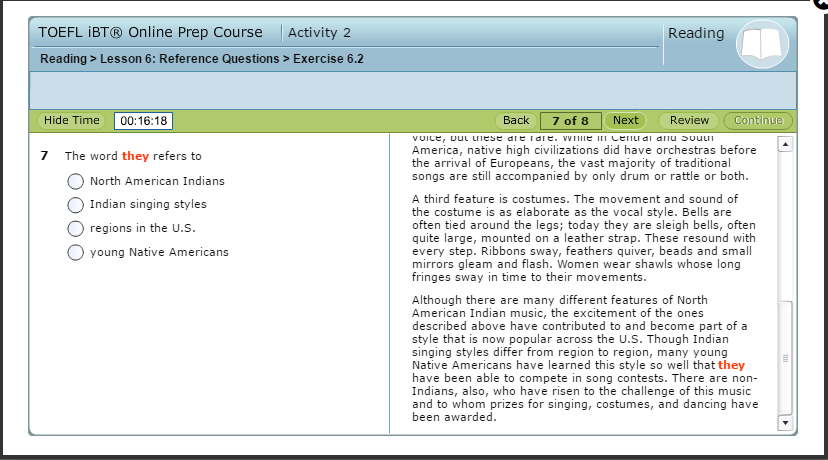 TOEFL iBT® Online Prep Course Activity 2 Reading
Reading > Lesson 6: Reference Questions > Exercise 6.2
Hide Time 00:16:18 Back 7 of 8 Next Review Continue
7 The word they refers to
North American Indians
Indian singing styles
regions in the U.S.
young Native Americans
voice, but these are rare. While in Central and South
America, native high civilizations did have orchestras before
the arrival of Europeans, the vast majority of traditional
songs are still accompanied by only drum or rattle or both.
A third feature is costumes. The movement and sound of
the costume is as elaborate as the vocal style. Bells are
often tied around the legs; today they are sleigh bells, often
quite large, mounted on a leather strap. These resound with
every step. Ribbons sway, feathers quiver, beads and small
mirrors gleam and flash. Women wear shawls whose long
fringes sway in time to their movements.
Although there are many different features of North
American Indian music, the excitement of the ones
described above have contributed to and become part of a
style that is now popular across the U.S. Though Indian
singing styles differ from region to region, many young
Native Americans have learned this style so well that they
have been able to compete in song contests. There are non-
Indians, also, who have risen to the challenge of this music
and to whom prizes for singing, costumes, and dancing have
been awarded.